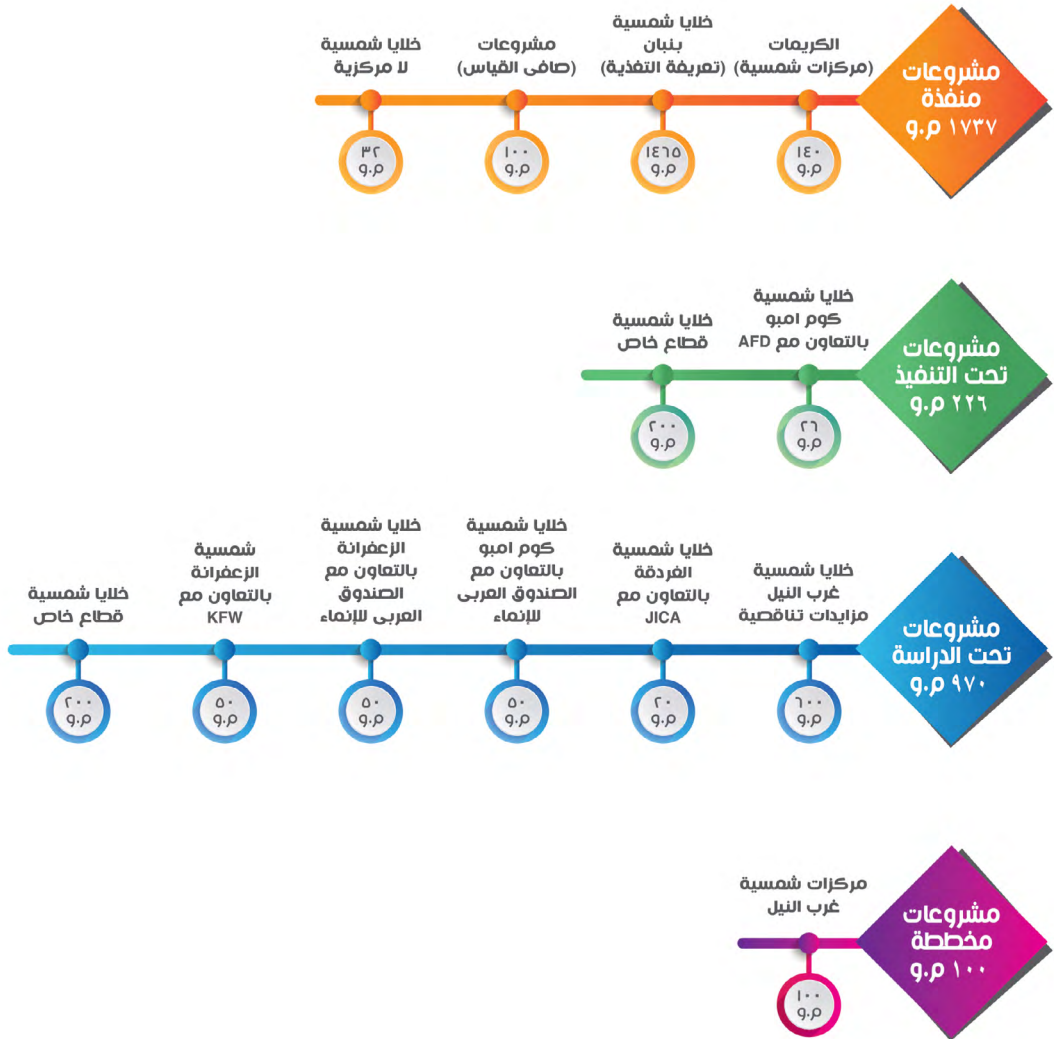 مشروعات
منفذة
١٧٣٧ م.و
الكريمات
(مركزات شمسية)
١٤٠
م.و
خلايا شمسية
بنبان
(تعريفة التغذية)
١٤٦٥
م.و
مشروعات
(صافى القياس)
١٠٠
م.و
خلايا شمسية
لا مركزية
٣٢
م.و
مشروعات
تحت التنفيذ
٢٢٦ م.و
خلايا شمسية
كوم امبو
بالتعاون مع AFD
٢٦
م.و
خلايا شمسية
قطاع خاص
٢٠٠
م.و
مشروعات
تحت الدراسة
٩٧٠ م.و
خلايا شمسية
غرب النيل
مزايدات تناقصية
٦٠٠
م.و
خلايا شمسية
الغردقة
بالتعاون مع
JICA
٢٠
م.و
خلايا شمسية
كوم امبو
بالتعاون مع
الصندوق العربى
للإنماء
٥٠
م.و
خلايا شمسية
الزعفرانة
بالتعاون مع
الصندوق
العربى للإنماء
٥٠
م.و
شمسية
الزعفرانة
بالتعاون مع
KFW
٥٠
م.و
خلايا شمسية
قطاع خاص
٢٠٠
م.و
مشروعات
مخططة
١٠٠ م.و
مركزات شمسية
غرب النيل
١٠٠
م.و